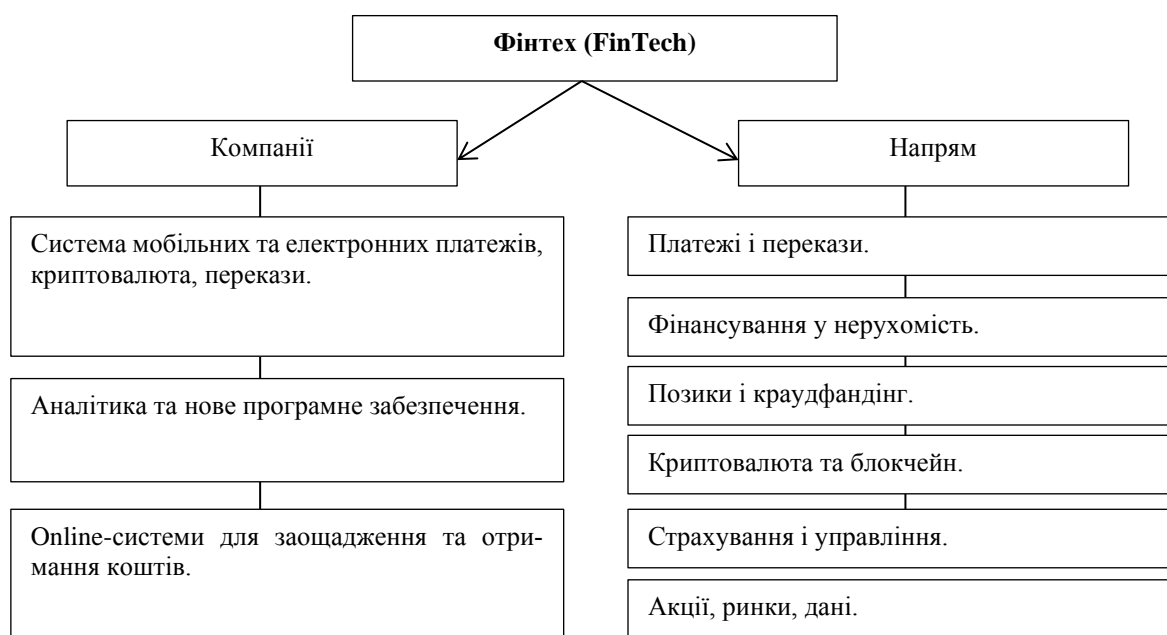 Фінтех (FinTech)
Компанії
Система мобільних та електронних платежів,
криптовалюта, перекази.
Аналітика та нове програмне забезпечення.
Online-системи для заощадження та отри-
мання коштів.
Напрям
Платежі і перекази.
Фінансування у нерухомість.
Позики і краудфандінг.
Криптовалюта та блокчейн.
Страхування і управління.
Акції, ринки, дані.